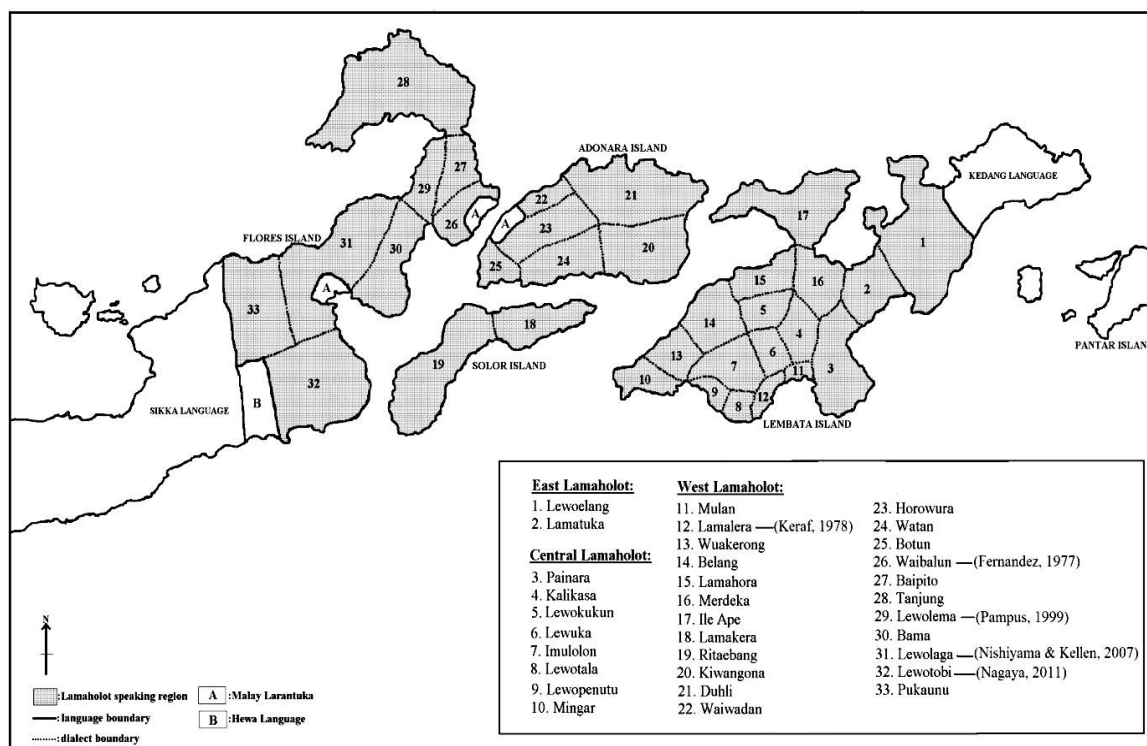 28
ADONARA ISLAND
KEDANG LANGUAGE
27
29
22
21
17
A
A
26
23
1
FLORES ISLAND
31
30
20
24
25
15
16
2
A
5
33
18
14
4
PANTAR ISLAN
SOLOR ISLAND
6
13
7
11
3
19
10
32
9
12
8
SIKKA LANGUAGE
B
LEMBATA ISLAND
East Lamaholot:
1. Lewoelang
2. Lamatuka
Central Lamaholot:
3. Painara
4. Kalikasa
5. Lewokukun
6. Lewuka
7. Imulolon
8. Lewotala
9. Lewopenutu
10. Mingar
West Lamaholot:
11. Mulan
12. Lamalera —(Keraf, 1978)
13. Wuakerong
14. Belang
15. Lamahora
16. Merdeka
17. Ile Ape
18. Lamakera
19. Ritaebang
20. Kiwangona
21. Duhli
22. Waiwadan
23. Horowura
24. Watan
25. Botun
26. Waibalun —(Fernandez, 1977)
27. Baipito
28. Tanjung
29. Lewolema —(Pampus, 1999)
30. Bama
31. Lewolaga —(Nishiyama & Kellen, 2007)
32. Lewotobi —(Nagaya, 2011)
33. Pukaunu
N
:Lamaholot speaking region
A :Malay Larantuka
:language boundary
B :Hewa Language
:dialect boundary